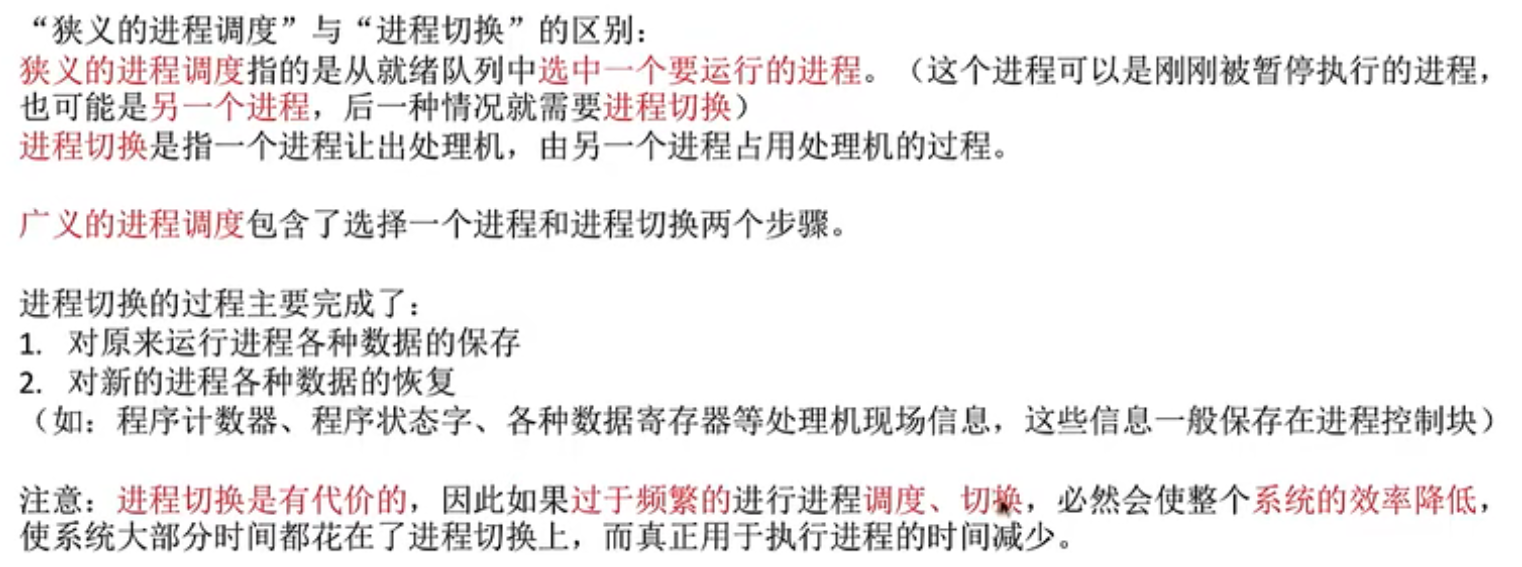 “狭义的进程调度”与“进程切换”的区别：
狭义的进程调度指的是从就绪队列中选中一个要运行的进程。（这个进程可以是刚刚被暂停执行的进程，
也可能是另一个进程，后一种情况就需要进程切换）
进程切换是指一个进程让出处理机，由另一个进程占用处理机的过程。
广义的进程调度包含了选择一个进程和进程切换两个步骤。
进程切换的过程主要完成了：
1. 对原来运行进程各种数据的保存
2. 对新的进程各种数据的恢复
（如：程序计数器、程序状态字、各种数据寄存器等处理机现场信息，这些信息一般保存在进程控制块）
注意：进程切换是有代价的，因此如果过于频繁的进行进程调度、切换，必然会使整个系统的效率降低，
使系统大部分时间都花在了进程切换上，而真正用于执行进程的时间减少。